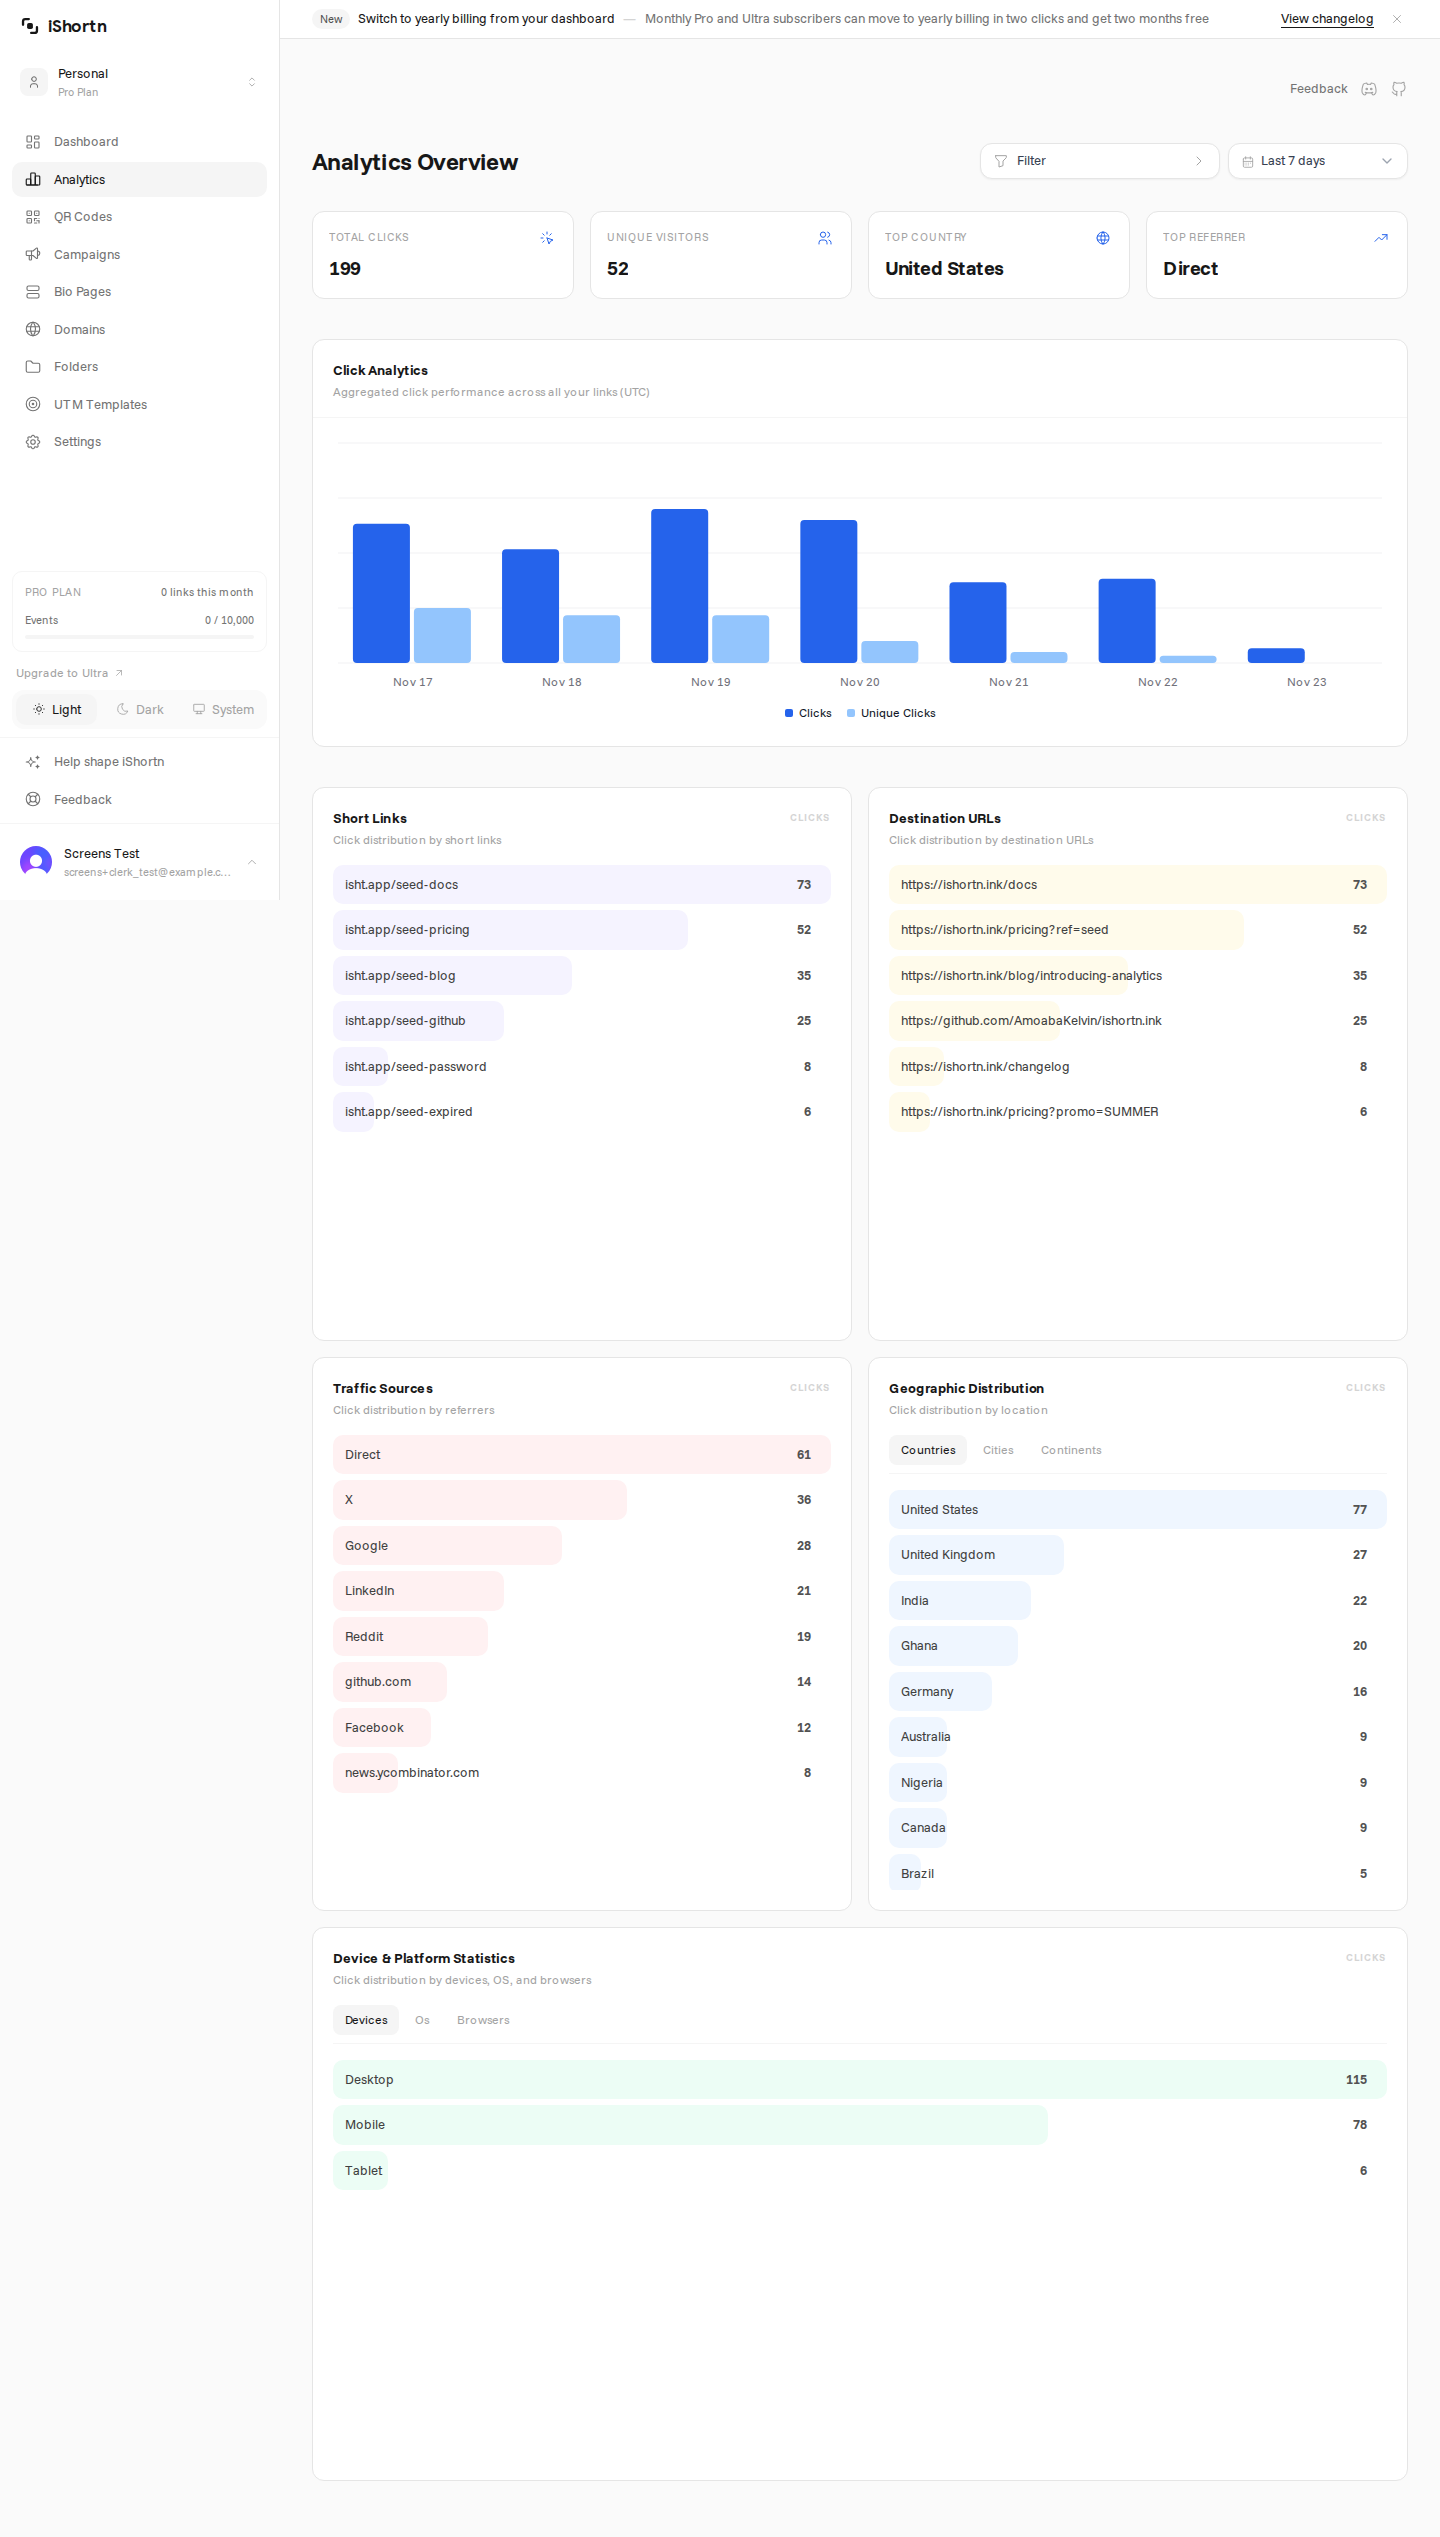 iShortn
Personal
Pro Plan
Dashboard
Analytics
QR Codes
Campaigns
Bio Pages
Domains
Folders
UTM Templates
Settings
PRO PLAN 0 links this month
Events 0 / 10,000
Upgrade to Ultra
Light Dark System
Help shape iShortn
Feedback
Screens Test
screens+clerk_test@example.c...
New Switch to yearly billing from your dashboard — Monthly Pro and Ultra subscribers can move to yearly billing in two clicks and get two months free View changelog
Feedback
Analytics Overview
Filter
Last 7 days
TOTAL CLICKS
199
UNIQUE VISITORS
52
TOP COUNTRY
United States
TOP REFERRER
Direct
Click Analytics
Aggregated click performance across all your links (UTC)
Nov 17 Nov 18 Nov 19 Nov 20 Nov 21 Nov 22 Nov 23
Clicks Unique Clicks
Short Links CLICKS
Click distribution by short links
isht.app/seed-docs 73
isht.app/seed-pricing 52
isht.app/seed-blog 35
isht.app/seed-github 25
isht.app/seed-password 8
isht.app/seed-expired 6
Destination URLs CLICKS
Click distribution by destination URLs
https://ishortn.ink/docs 73
https://ishortn.ink/pricing?ref=seed 52
https://ishortn.ink/blog/introducing-analytics 35
https://github.com/AmoabaKelvin/ishortn.ink 25
https://ishortn.ink/changelog 8
https://ishortn.ink/pricing?promo=SUMMER 6
Traffic Sources CLICKS
Click distribution by referrers
Direct 61
X 36
Google 28
LinkedIn 21
Reddit 19
github.com 14
Facebook 12
news.ycombinator.com 8
Geographic Distribution CLICKS
Click distribution by location
Countries Cities Continents
United States 77
United Kingdom 27
India 22
Ghana 20
Germany 16
Australia 9
Nigeria 9
Canada 9
Brazil 5
Device & Platform Statistics CLICKS
Click distribution by devices, OS, and browsers
Devices Os Browsers
Desktop 115
Mobile 78
Tablet 6